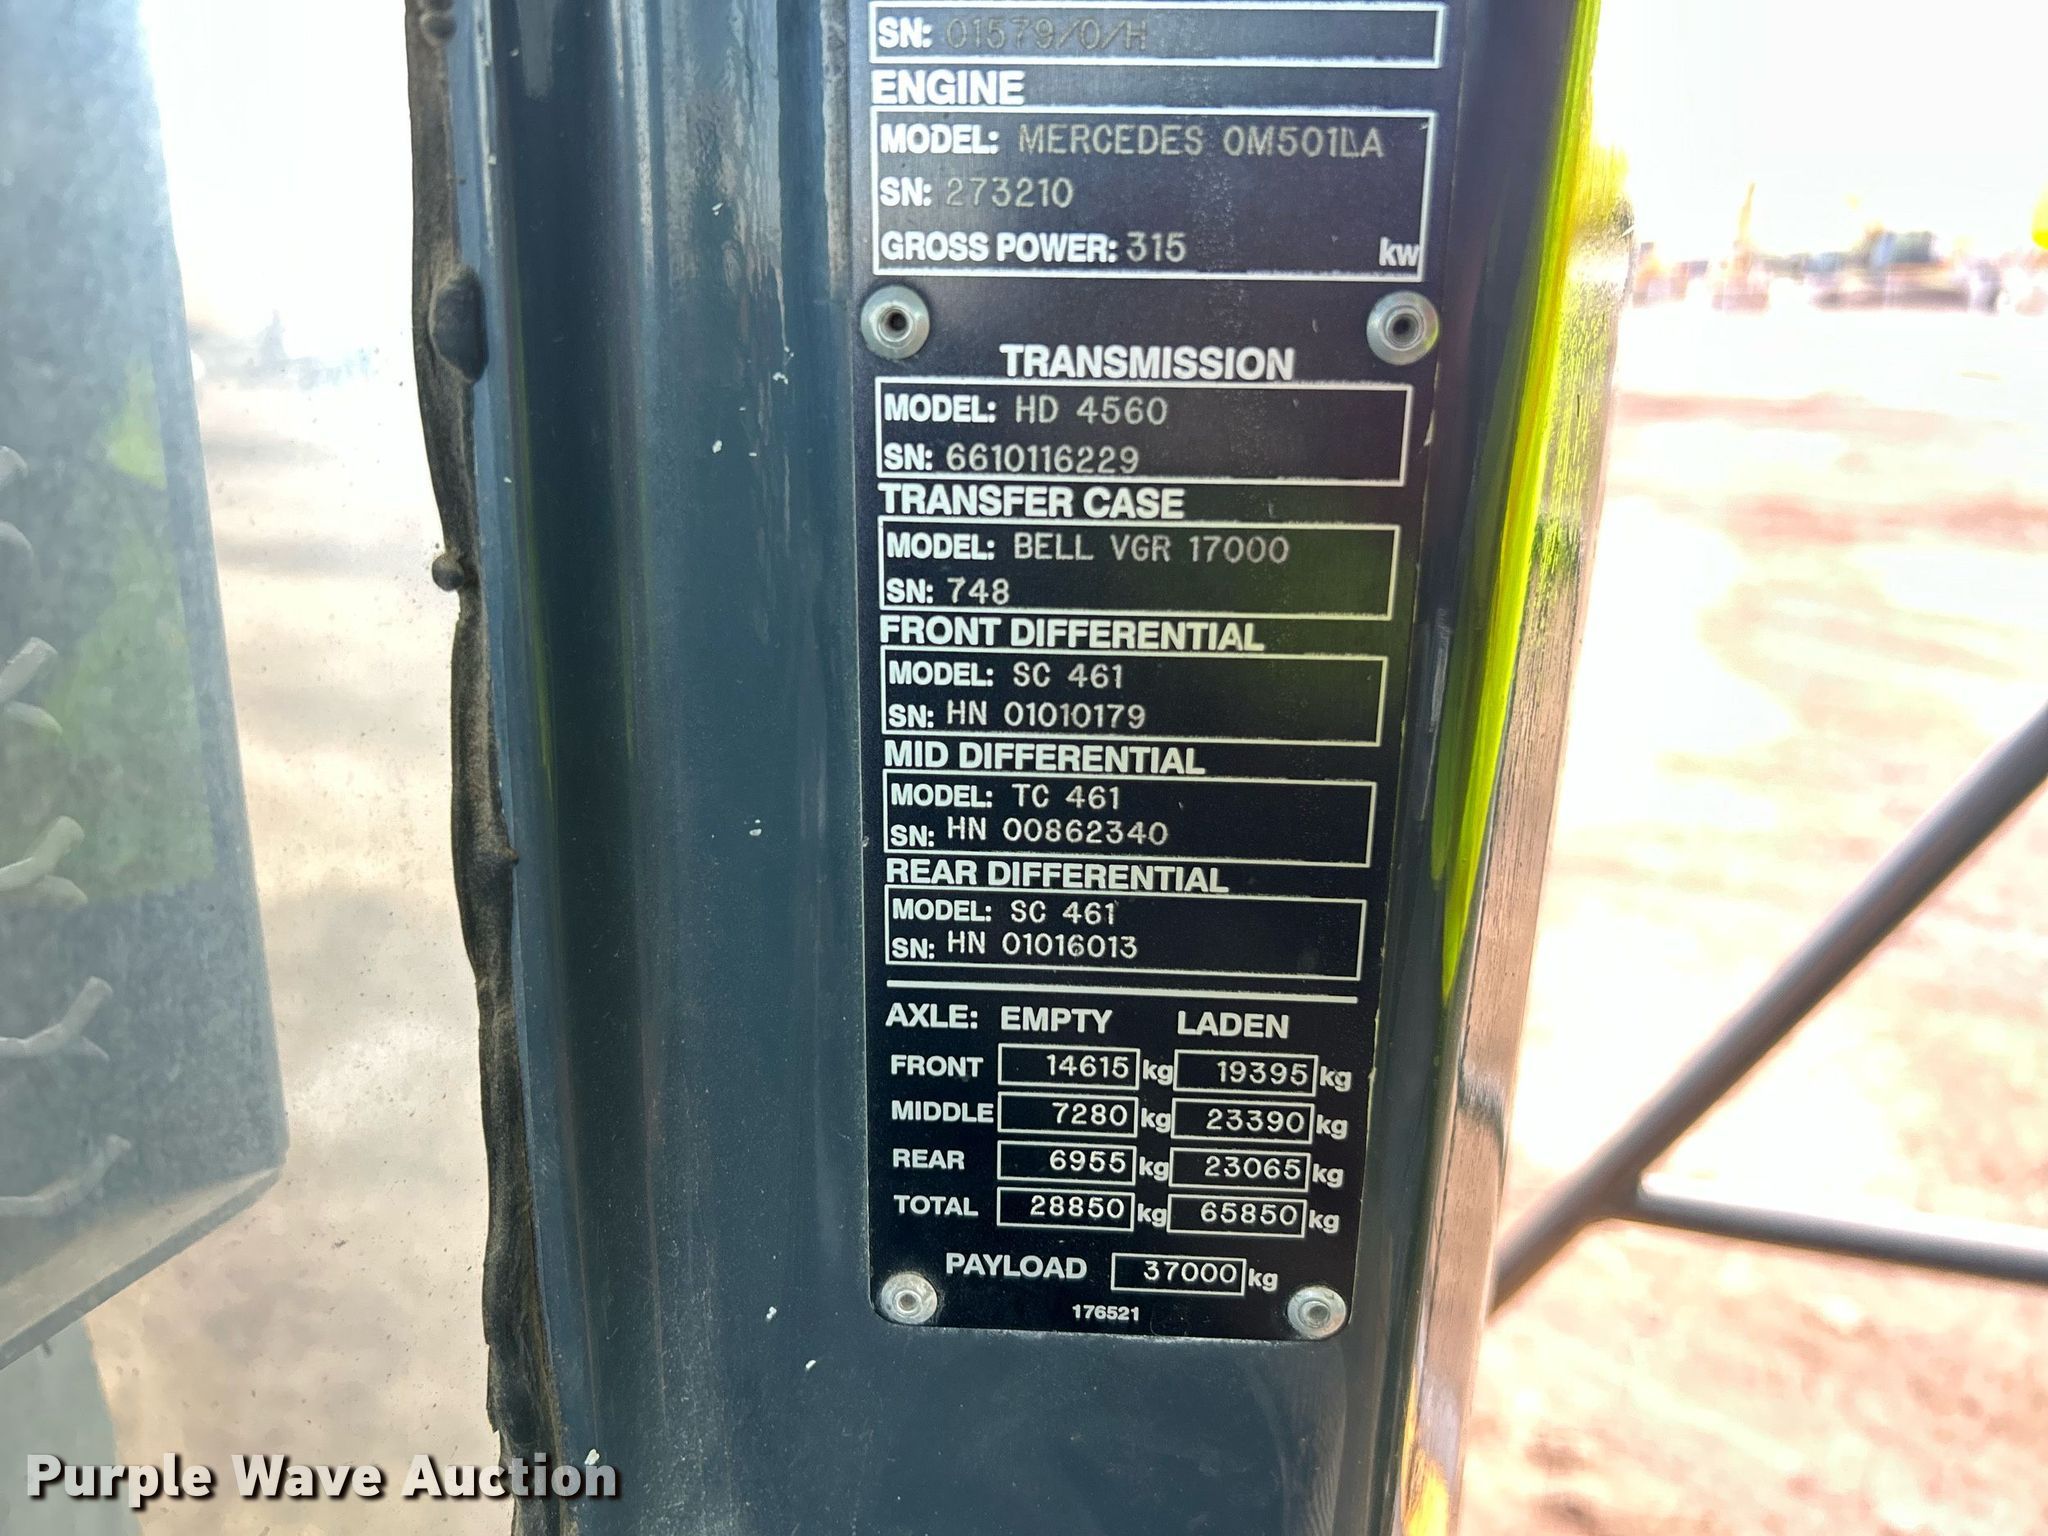 SN: 01579/0/H
ENGINE
MODEL: MERCEDES OM501LA
SN: 273210
GROSS POWER: 315 kw
TRANSMISSION
MODEL: HD 4560
SN: 6610116229
TRANSFER CASE
MODEL: BELL VGR 17000
SN: 748
FRONT DIFFERENTIAL
MODEL: SC 461
SN: HN 01010179
MID DIFFERENTIAL
MODEL: TC 461
SN: HN 00862340
REAR DIFFERENTIAL
MODEL: SC 461
SN: HN 01016013
AXLE: EMPTY LADEN
FRONT 14615 kg 19395 kg
MIDDLE 7280 kg 23390 kg
REAR 6955 kg 23065 kg
TOTAL 28850 kg 65850 kg
PAYLOAD 37000 kg
176521
Purple Wave Auction